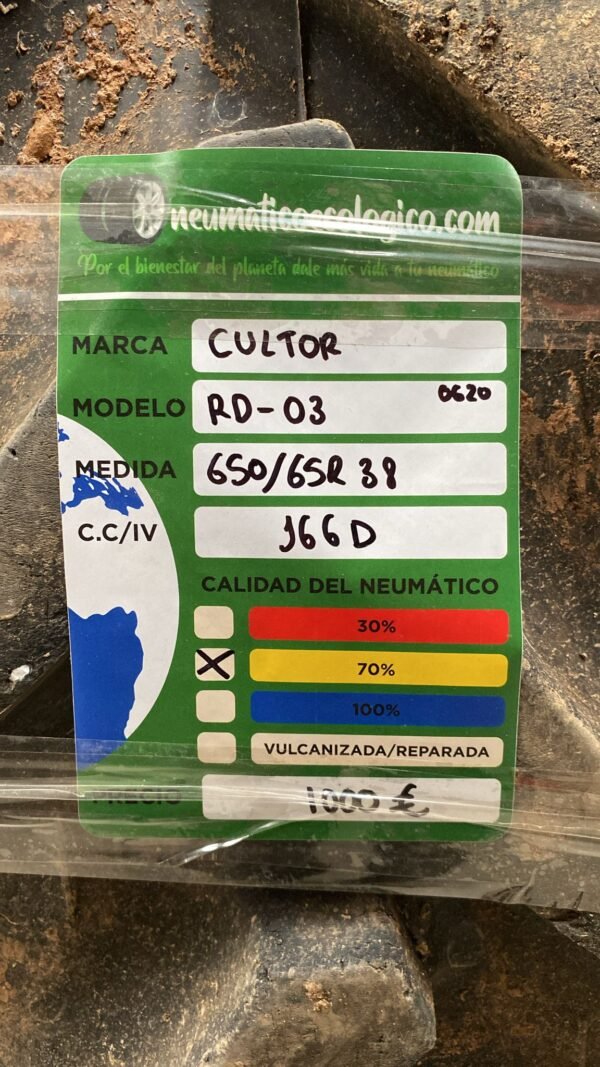 neumaticoecologico.com
Por el bienestar del planeta dale más vida a tu neumático
MARCA CULTOR
MODELO RD-03 0620
MEDIDA 650/65R 38
C.C/IV 166D
CALIDAD DEL NEUMÁTICO
30%
X 70%
100%
VULCANIZADA/REPARADA
PRECIO 1000 €